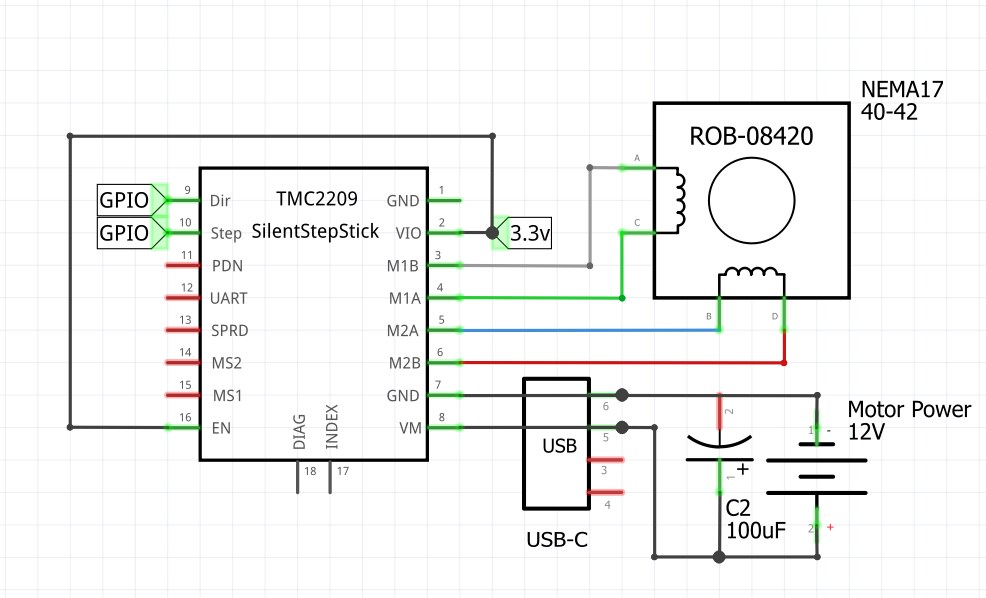 NEMA17
40-42
ROB-08420
A
C
B
D
TMC2209
SilentStepStick
GPIO
9
Dir
GPIO
10
Step
11
PDN
12
UART
13
SPRD
14
MS2
15
MS1
16
EN
GND
1
VIO
2
3.3v
M1B
3
M1A
4
M2A
5
M2B
6
GND
7
VM
8
DIAG
INDEX
18
17
USB
6
5
3
4
USB-C
2
1
+
C2
100uF
Motor Power
12V
1
-
2
+